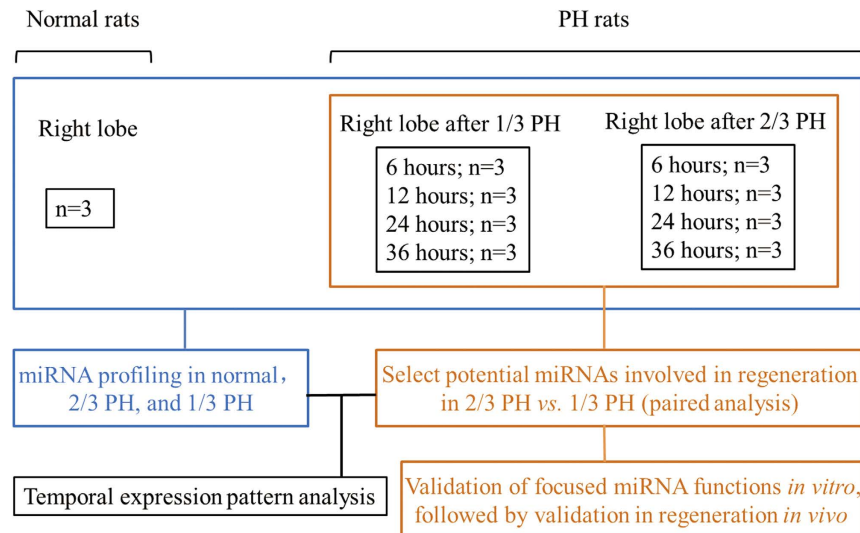 Normal rats
PH rats
Right lobe
n=3
Right lobe after 1/3 PH
6 hours; n=3
12 hours; n=3
24 hours; n=3
36 hours; n=3
Right lobe after 2/3 PH
6 hours; n=3
12 hours; n=3
24 hours; n=3
36 hours; n=3
miRNA profiling in normal，
2/3 PH, and 1/3 PH
Select potential miRNAs involved in regeneration
in 2/3 PH vs. 1/3 PH (paired analysis)
Temporal expression pattern analysis
Validation of focused miRNA functions in vitro,
followed by validation in regeneration in vivo